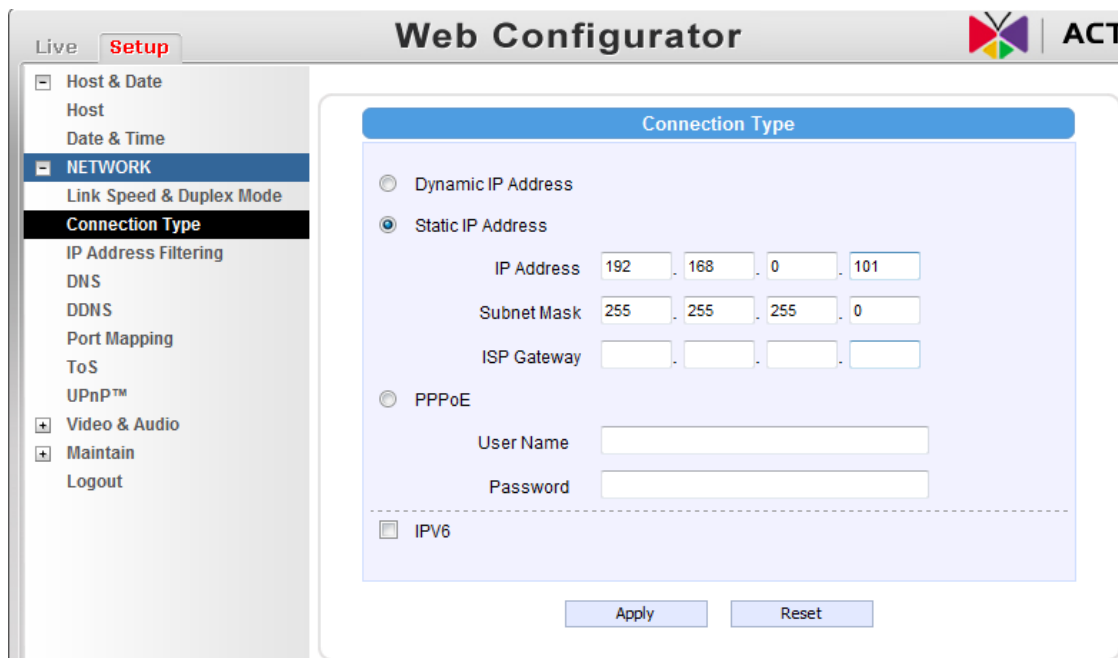 Live Setup
Web Configurator
ACT
Host & Date
Host
Date & Time
NETWORK
Link Speed & Duplex Mode
Connection Type
IP Address Filtering
DNS
DDNS
Port Mapping
ToS
UPnP™
Video & Audio
Maintain
Logout
Connection Type
Dynamic IP Address
Static IP Address
IP Address 192 . 168 . 0 . 101
Subnet Mask 255 . 255 . 255 . 0
ISP Gateway . . .
PPPoE
User Name
Password
IPV6
Apply Reset